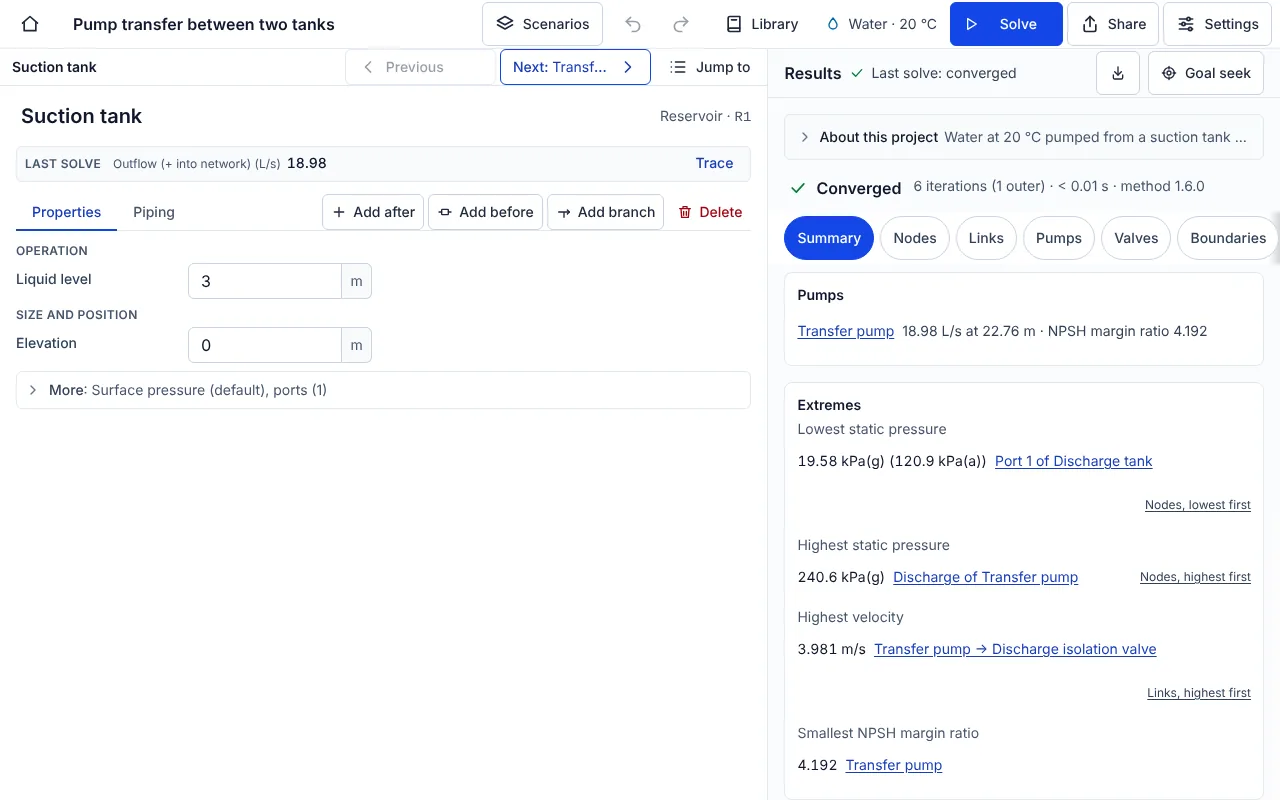 Pump transfer between two tanks
Scenarios
Library
Water · 20 °C
Solve
Share
Settings
Suction tank
Previous
Next: Transf...
Jump to
Suction tank
Reservoir · R1
LAST SOLVE Outflow (+ into network) (L/s) 18.98 Trace
Properties
Piping
Add after
Add before
Add branch
Delete
OPERATION
Liquid level 3 m
SIZE AND POSITION
Elevation 0 m
More: Surface pressure (default), ports (1)
Results Last solve: converged
Goal seek
About this project Water at 20 °C pumped from a suction tank ...
Converged 6 iterations (1 outer) · < 0.01 s · method 1.6.0
Summary
Nodes
Links
Pumps
Valves
Boundaries
Pumps
Transfer pump 18.98 L/s at 22.76 m · NPSH margin ratio 4.192
Extremes
Lowest static pressure
19.58 kPa(g) (120.9 kPa(a)) Port 1 of Discharge tank
Nodes, lowest first
Highest static pressure
240.6 kPa(g) Discharge of Transfer pump Nodes, highest first
Highest velocity
3.981 m/s Transfer pump → Discharge isolation valve
Links, highest first
Smallest NPSH margin ratio
4.192 Transfer pump